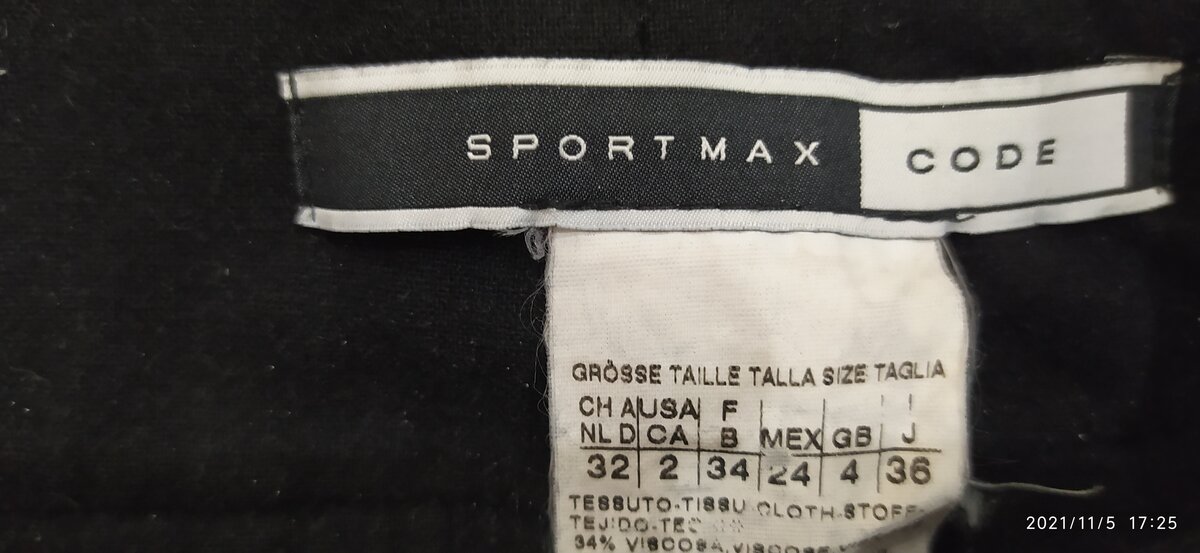 SPORTMAX CODE
GRÖSSE TAILLE TALLA SIZE TAGLIA
CH A USA F I
NL D CA B MEX GB J
32 2 34 24 4 36
TESSUTO-TISSU CLOTH-STOFF-
TEJIDO-
34% VISCOSA,
2021/11/5 17:25